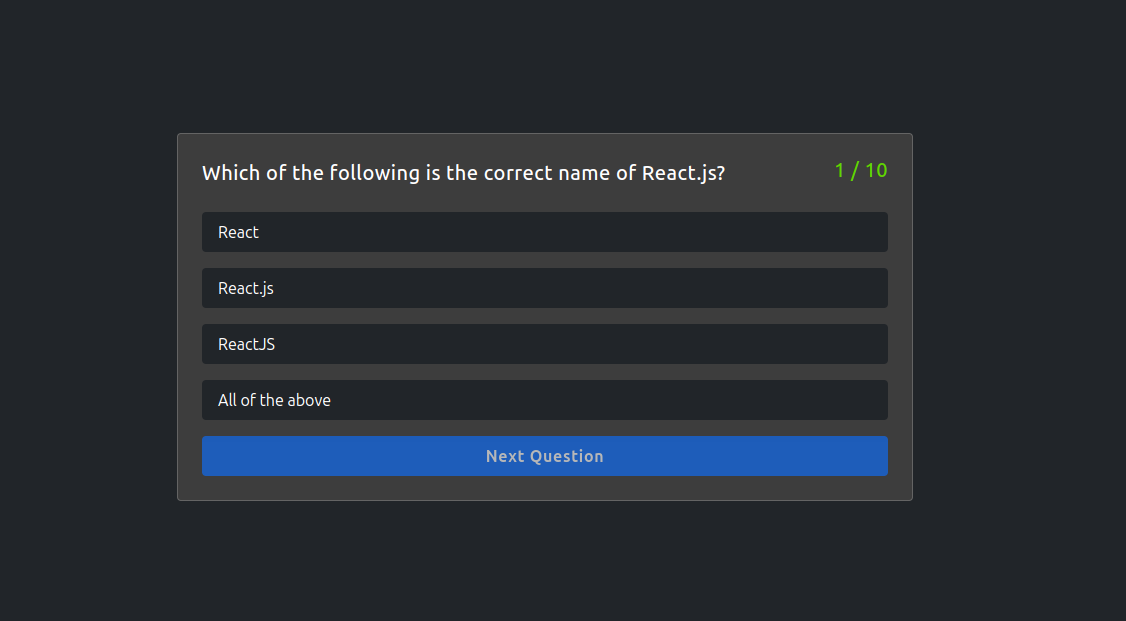 Which of the following is the correct name of React.js?
1 / 10
React
React.js
ReactJS
All of the above
Next Question